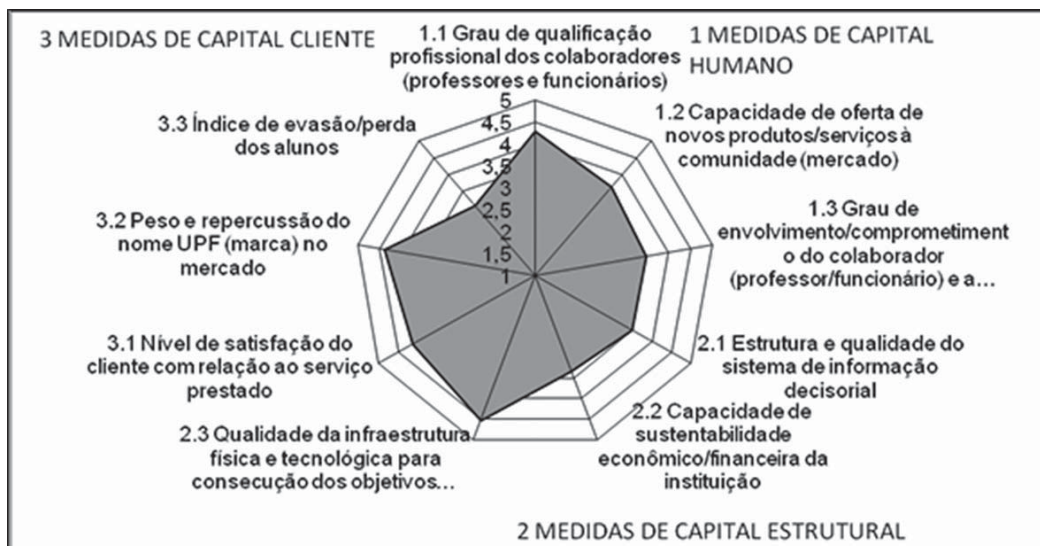 3 MEDIDAS DE CAPITAL CLIENTE
1.1 Grau de qualificação
profissional dos colaboradores
(professores e funcionários)
1 MEDIDAS DE CAPITAL
HUMANO
5
4,5
4
3,5
3
2,5
2
1,5
1
1.2 Capacidade de oferta de
novos produtos/serviços à
comunidade (mercado)
1.3 Grau de
envolvimento/comprometiment
o do colaborador
(professor/funcionário) e a...
2.1 Estrutura e qualidade do
sistema de informação
decisorial
2.2 Capacidade de
sustentabilidade
econômico/financeira da
instituição
2 MEDIDAS DE CAPITAL ESTRUTURAL
2.3 Qualidade da infraestrutura
física e tecnológica para
consecução dos objetivos...
3.1 Nível de satisfação do
cliente com relação ao serviço
prestado
3.2 Peso e repercussão do
nome UPF (marca) no
mercado
3.3 Índice de evasão/perda
dos alunos